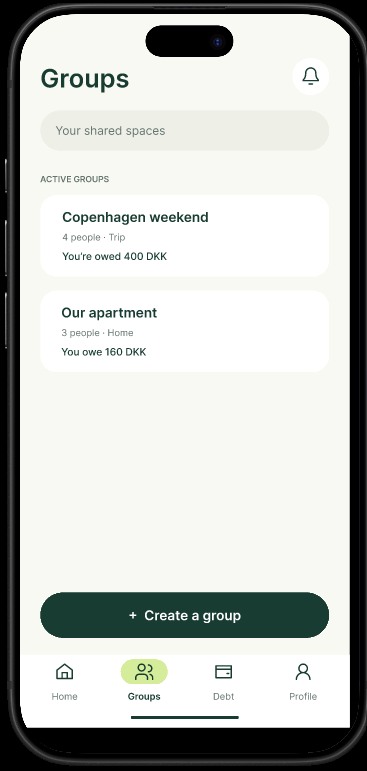 Groups
Your shared spaces
ACTIVE GROUPS
Copenhagen weekend
4 people · Trip
You're owed 400 DKK
Our apartment
3 people · Home
You owe 160 DKK
+ Create a group
Home Groups Debt Profile